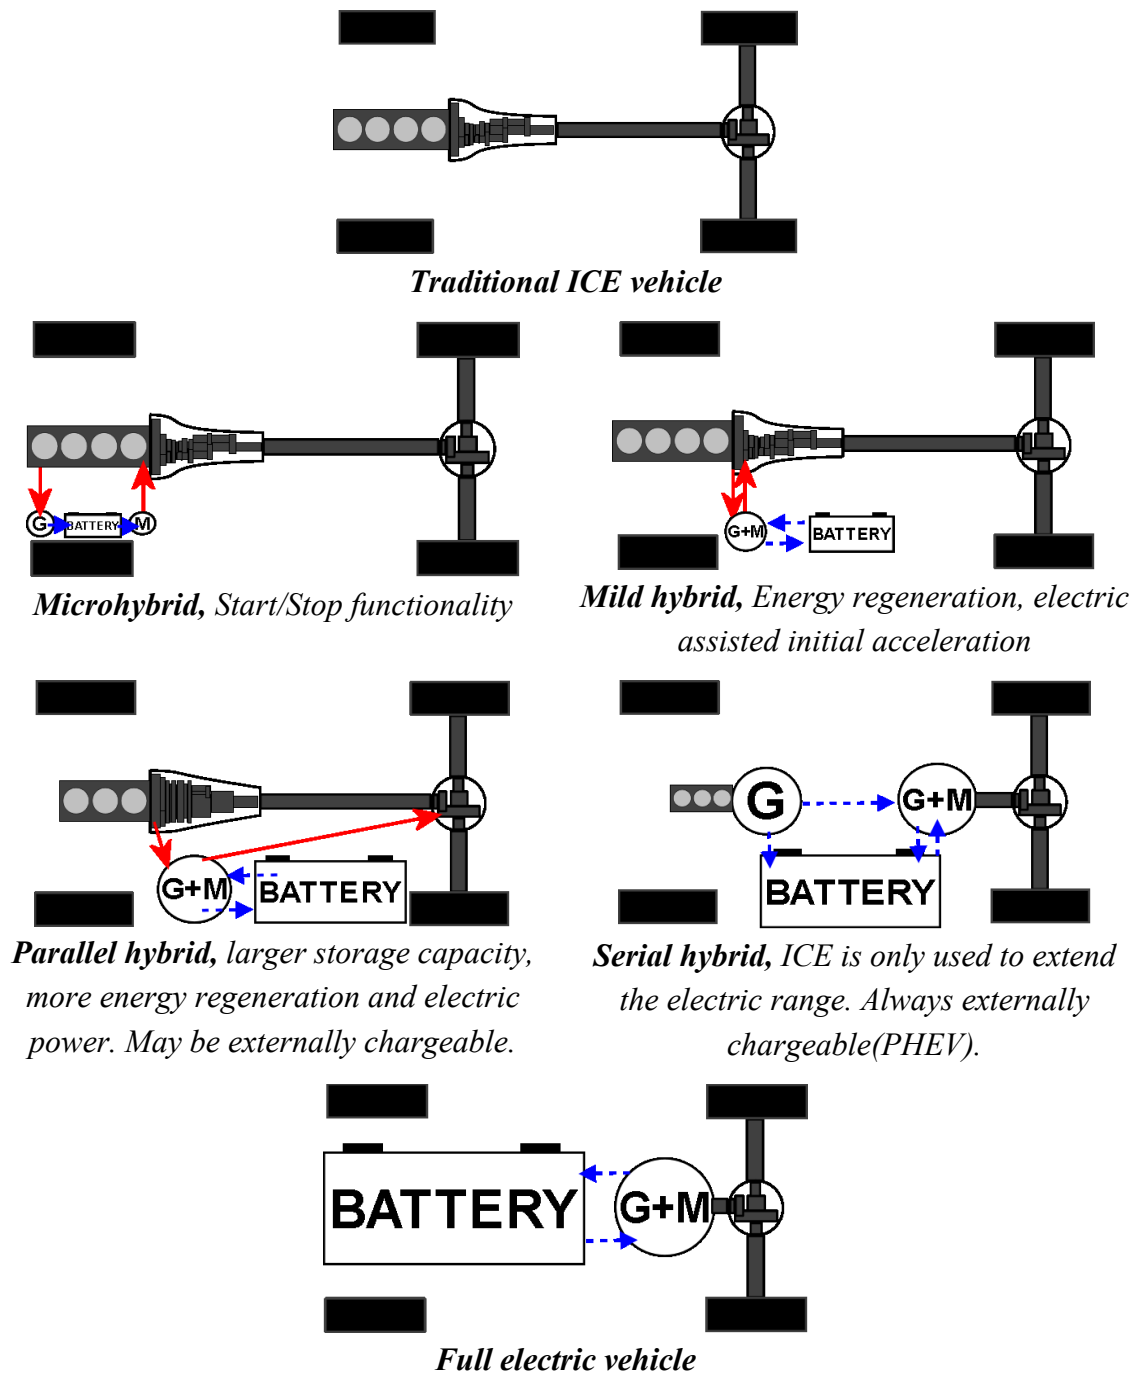 Traditional ICE vehicle
G BATTERY M
Microhybrid, Start/Stop functionality
G+M BATTERY
Mild hybrid, Energy regeneration, electric
assisted initial acceleration
G+M BATTERY
Parallel hybrid, larger storage capacity,
more energy regeneration and electric
power. May be externally chargeable.
G G+M
BATTERY
Serial hybrid, ICE is only used to extend
the electric range. Always externally
chargeable(PHEV).
BATTERY G+M
Full electric vehicle